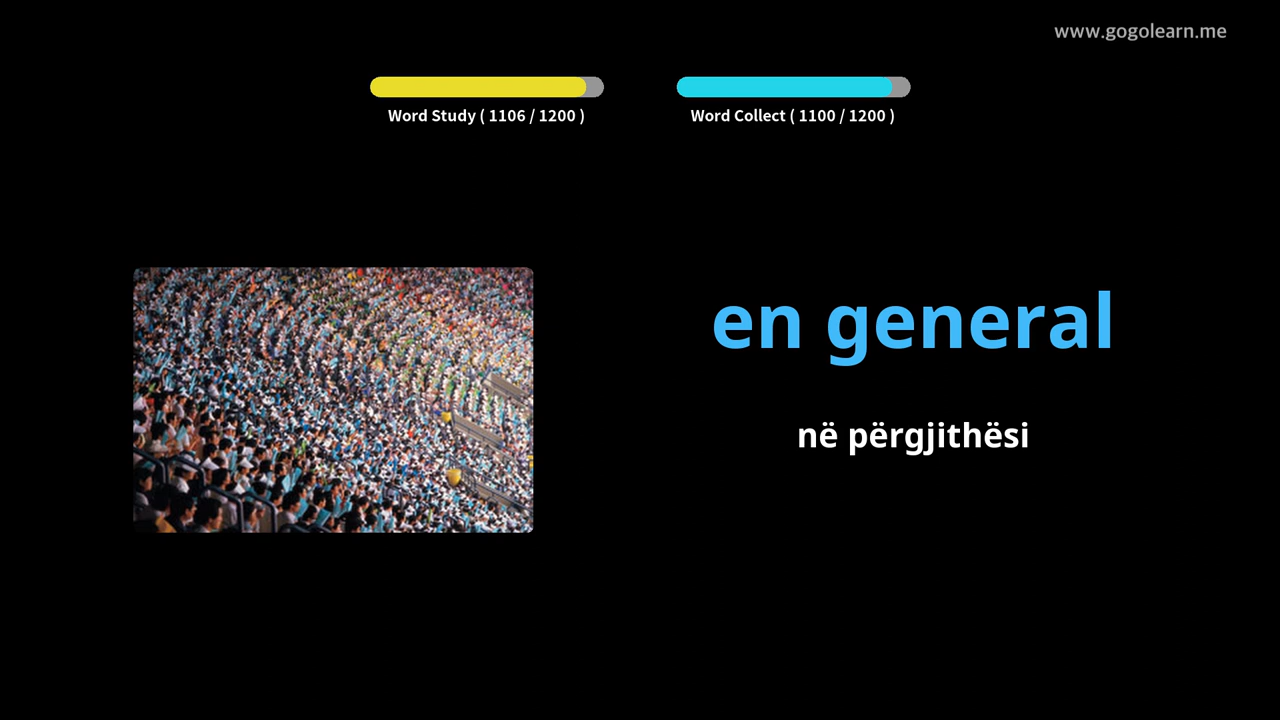 www.gogolearn.me
Word Study ( 1106 / 1200 )
Word Collect ( 1100 / 1200 )
en general
në përgjithësi